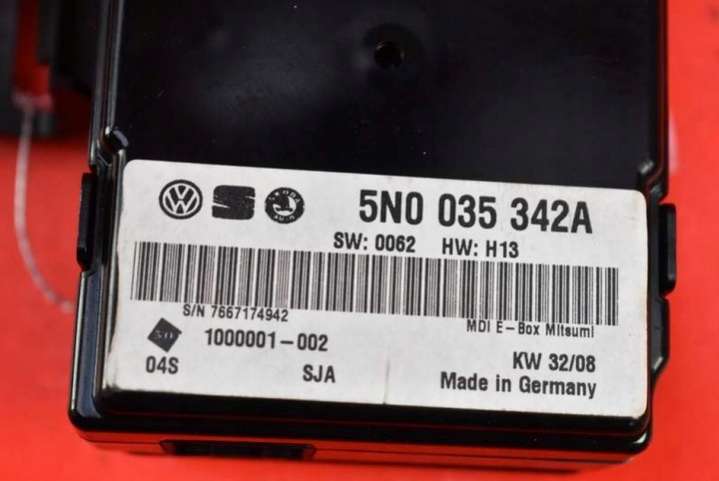 5N0 035 342A
SW: 0062 HW: H13
S/N 7667174942
MDI E-Box Mitsumi
1000001-002
KW 32/08
04S
SJA
Made in Germany